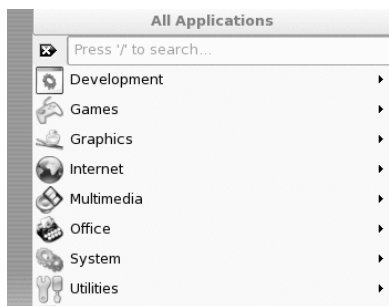 All Applications
Press '/' to search...
Development
Games
Graphics
Internet
Multimedia
Office
System
Utilities